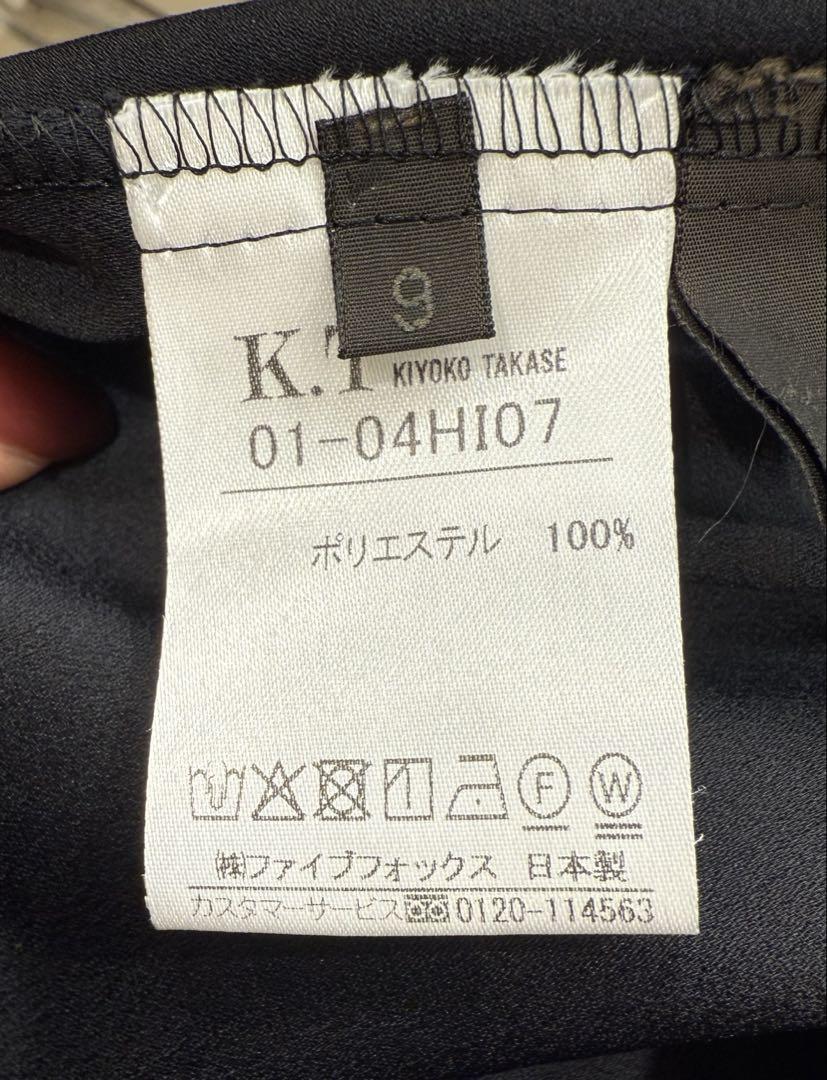 9
K.T KIYOKO TAKASE
01-04HI07
ポリエステル 100%
F W
㈱ファイブフォックス 日本製
カスタマーサービス 0120-114563